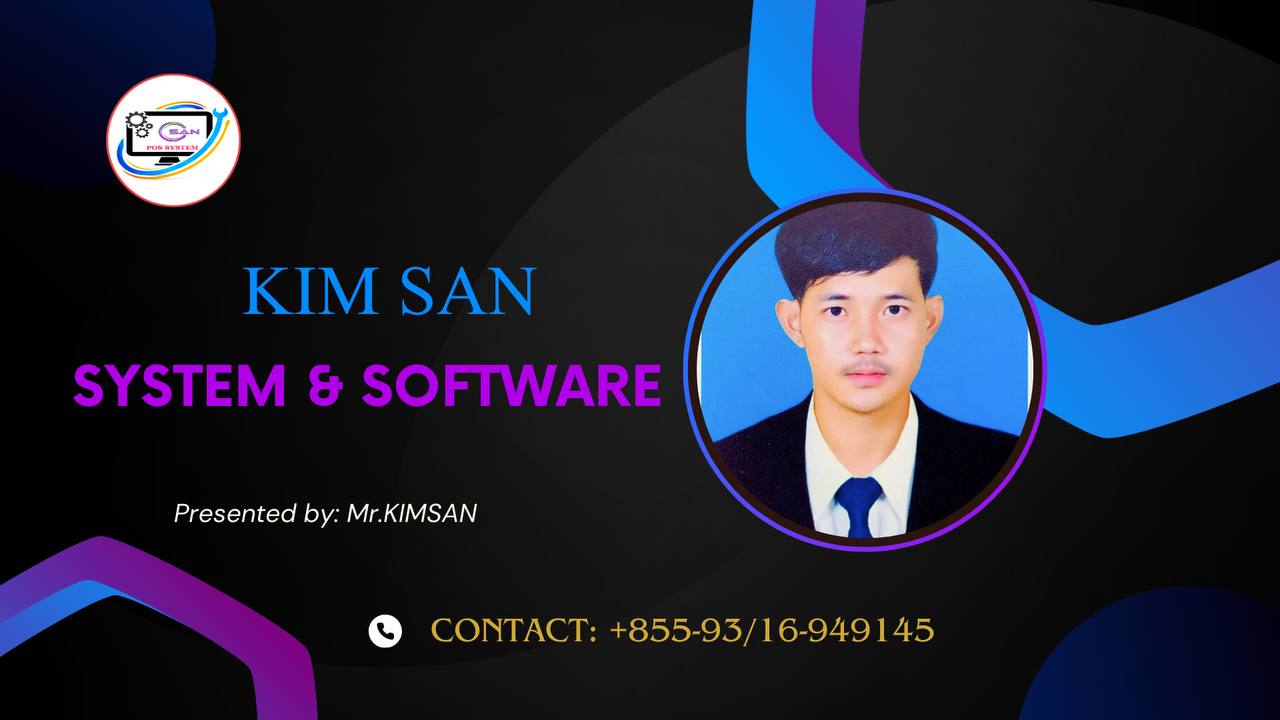 SAN
POS SYSTEM
KIM SAN
SYSTEM & SOFTWARE
Presented by: Mr.KIMSAN
CONTACT: +855-93/16-949145